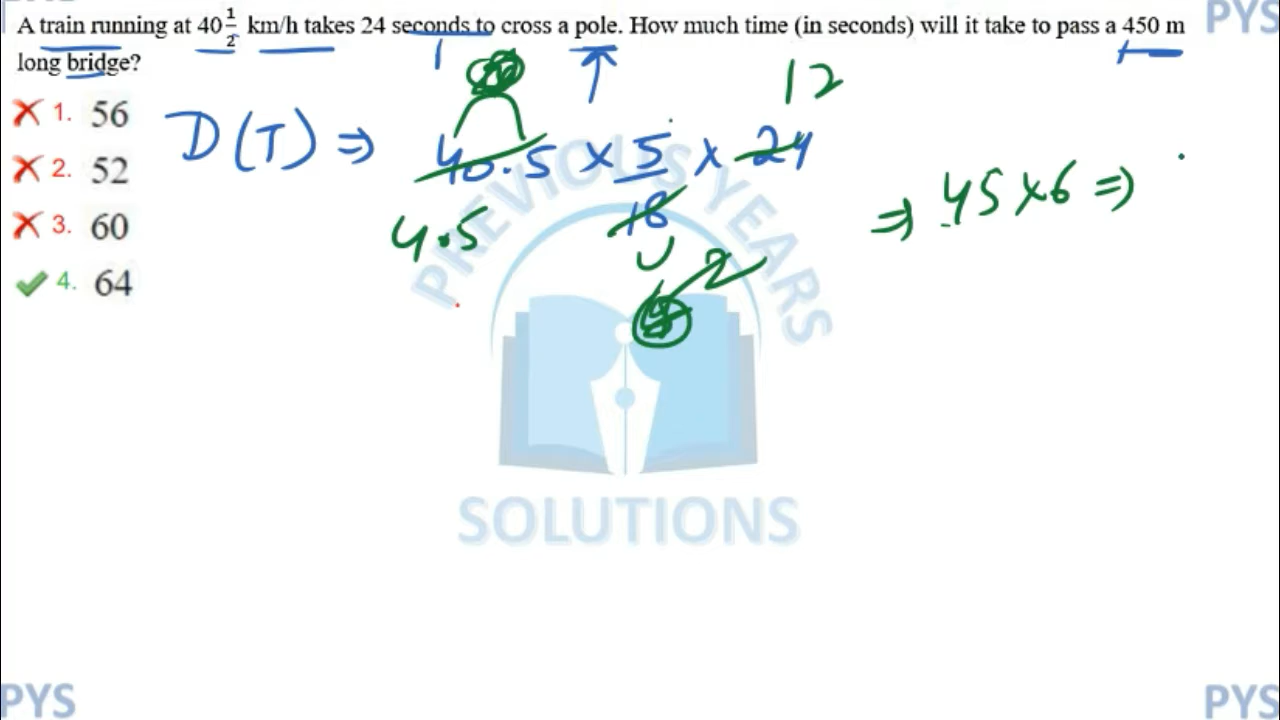 PYS
A train running at 40 1/2 km/h takes 24 seconds to cross a pole. How much time (in seconds) will it take to pass a 450 m
long bridge?
1. 56
2. 52
3. 60
4. 64
12
D(T) ⇒ 40.5 × 5/18 × 24
4.5
2
⇒ 45×6 ⇒
PREVIOUS YEARS
SOLUTIONS
PYS
PYS